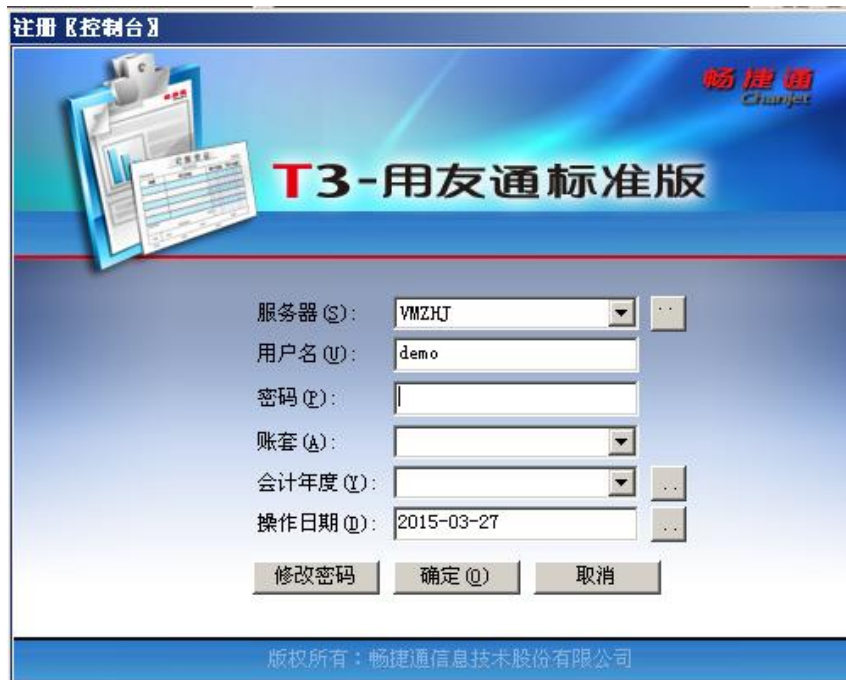 注册〖控制台〗
畅捷通
Chanjet
T3-用友通标准版
服务器(S): VMZHJ ..
用户名(U): demo
密码(P):
账套(A):
会计年度(Y): ..
操作日期(D): 2015-03-27 ..
修改密码 确定(O) 取消
版权所有：畅捷通信息技术股份有限公司